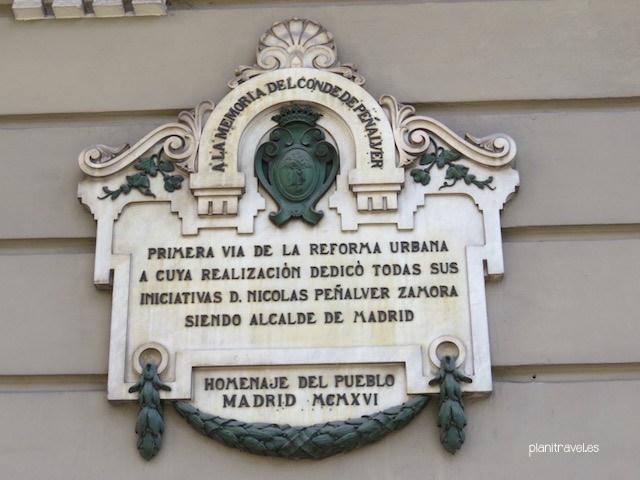 A LA MEMORIA DEL CONDE DE PEÑALVER
PRIMERA VIA DE LA REFORMA URBANA
A CUYA REALIZACIÓN DEDICÓ TODAS SUS
INICIATIVAS D. NICOLAS PEÑALVER ZAMORA
SIENDO ALCALDE DE MADRID
HOMENAJE DEL PUEBLO
MADRID MCMXVI
planitravel.es